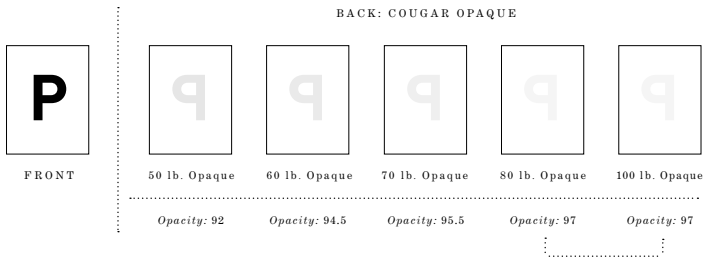 BACK: COUGAR OPAQUE
P
FRONT
50 lb. Opaque
60 lb. Opaque
70 lb. Opaque
80 lb. Opaque
100 lb. Opaque
Opacity: 92
Opacity: 94.5
Opacity: 95.5
Opacity: 97
Opacity: 97